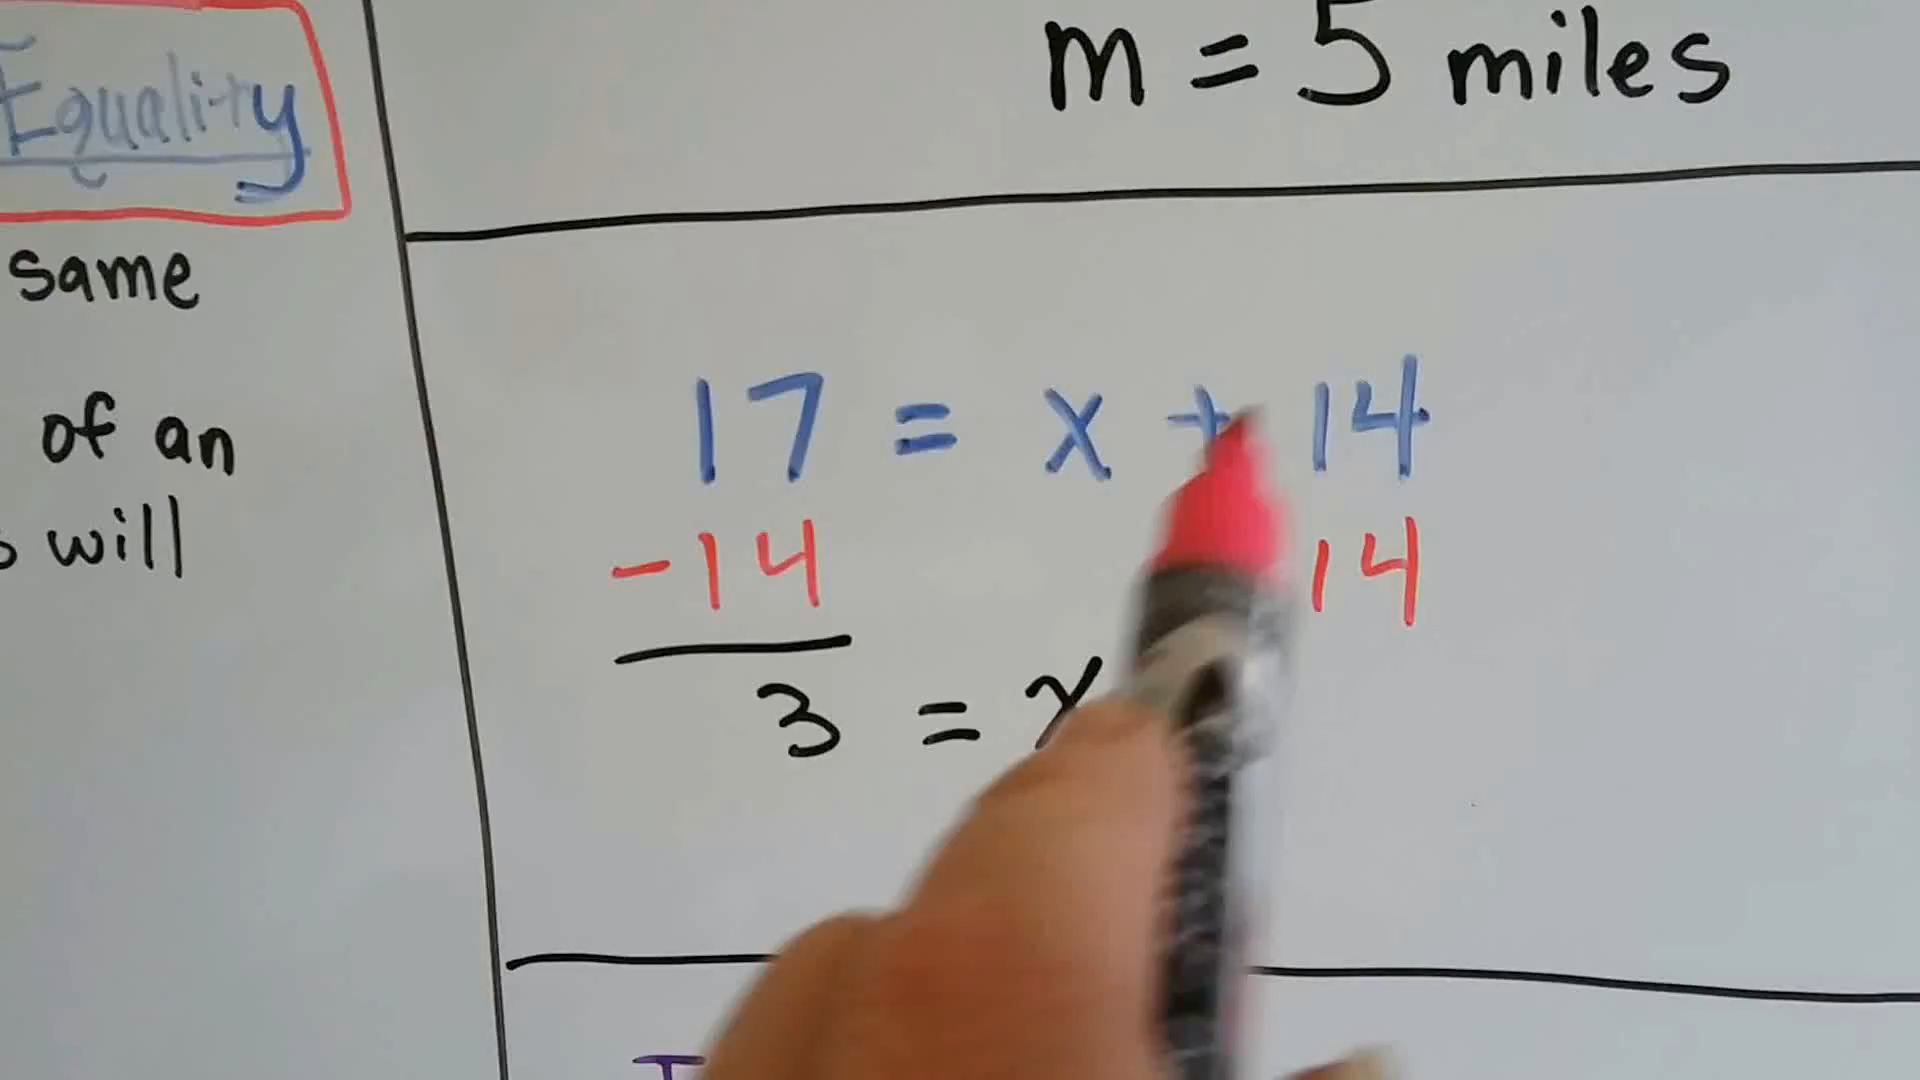 Equality
same
of an
will
m = 5 miles
17 = x + 14
-14 14
3 = x